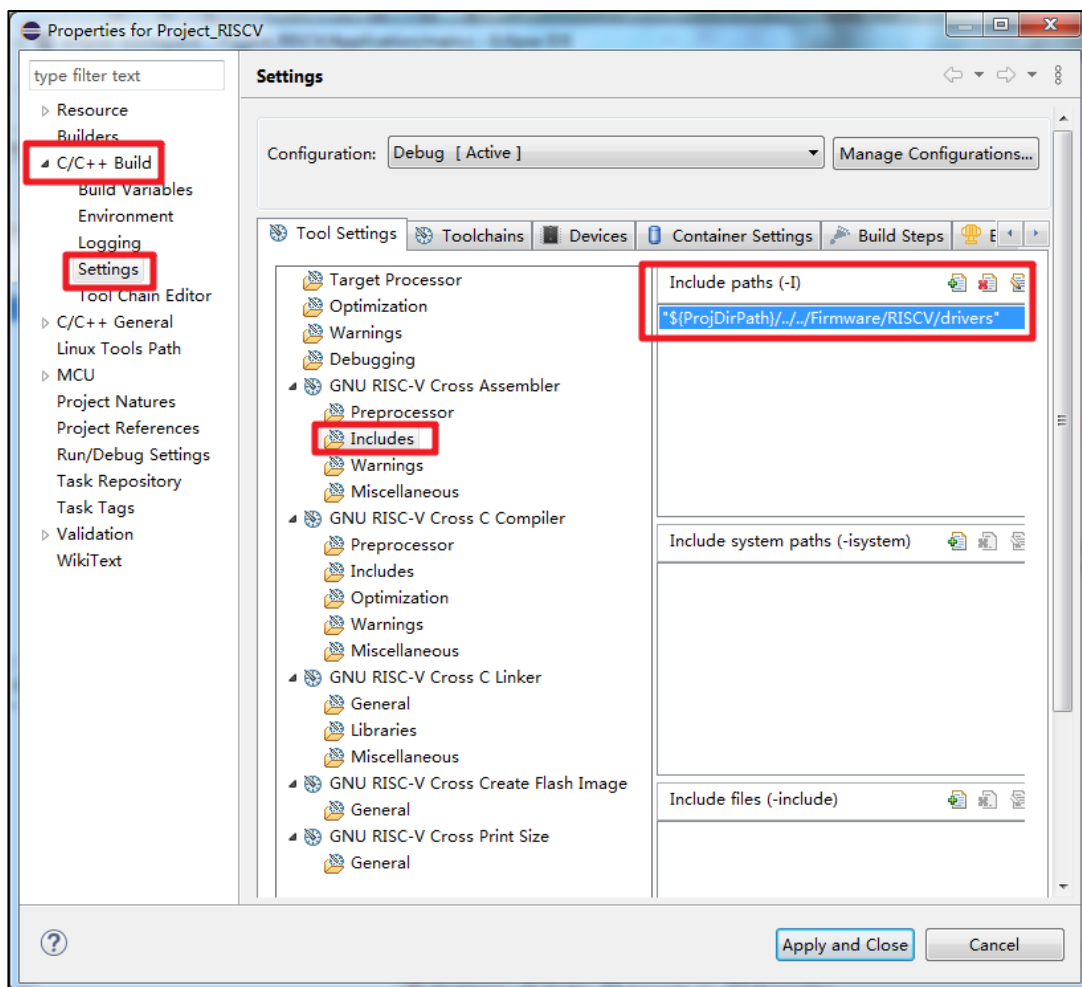 Properties for Project_RISCV
type filter text
Resource
Builders
C/C++ Build
Build Variables
Environment
Logging
Settings
Tool Chain Editor
C/C++ General
Linux Tools Path
MCU
Project Natures
Project References
Run/Debug Settings
Task Repository
Task Tags
Validation
WikiText
Settings
Configuration:
Debug [ Active ]
Manage Configurations...
Tool Settings
Toolchains
Devices
Container Settings
Build Steps
Target Processor
Optimization
Warnings
Debugging
GNU RISC-V Cross Assembler
Preprocessor
Includes
Warnings
Miscellaneous
GNU RISC-V Cross C Compiler
Preprocessor
Includes
Optimization
Warnings
Miscellaneous
GNU RISC-V Cross C Linker
General
Libraries
Miscellaneous
GNU RISC-V Cross Create Flash Image
General
GNU RISC-V Cross Print Size
General
Include paths (-I)
"${ProjDirPath}/../../Firmware/RISCV/drivers"
Include system paths (-isystem)
Include files (-include)
Apply and Close
Cancel